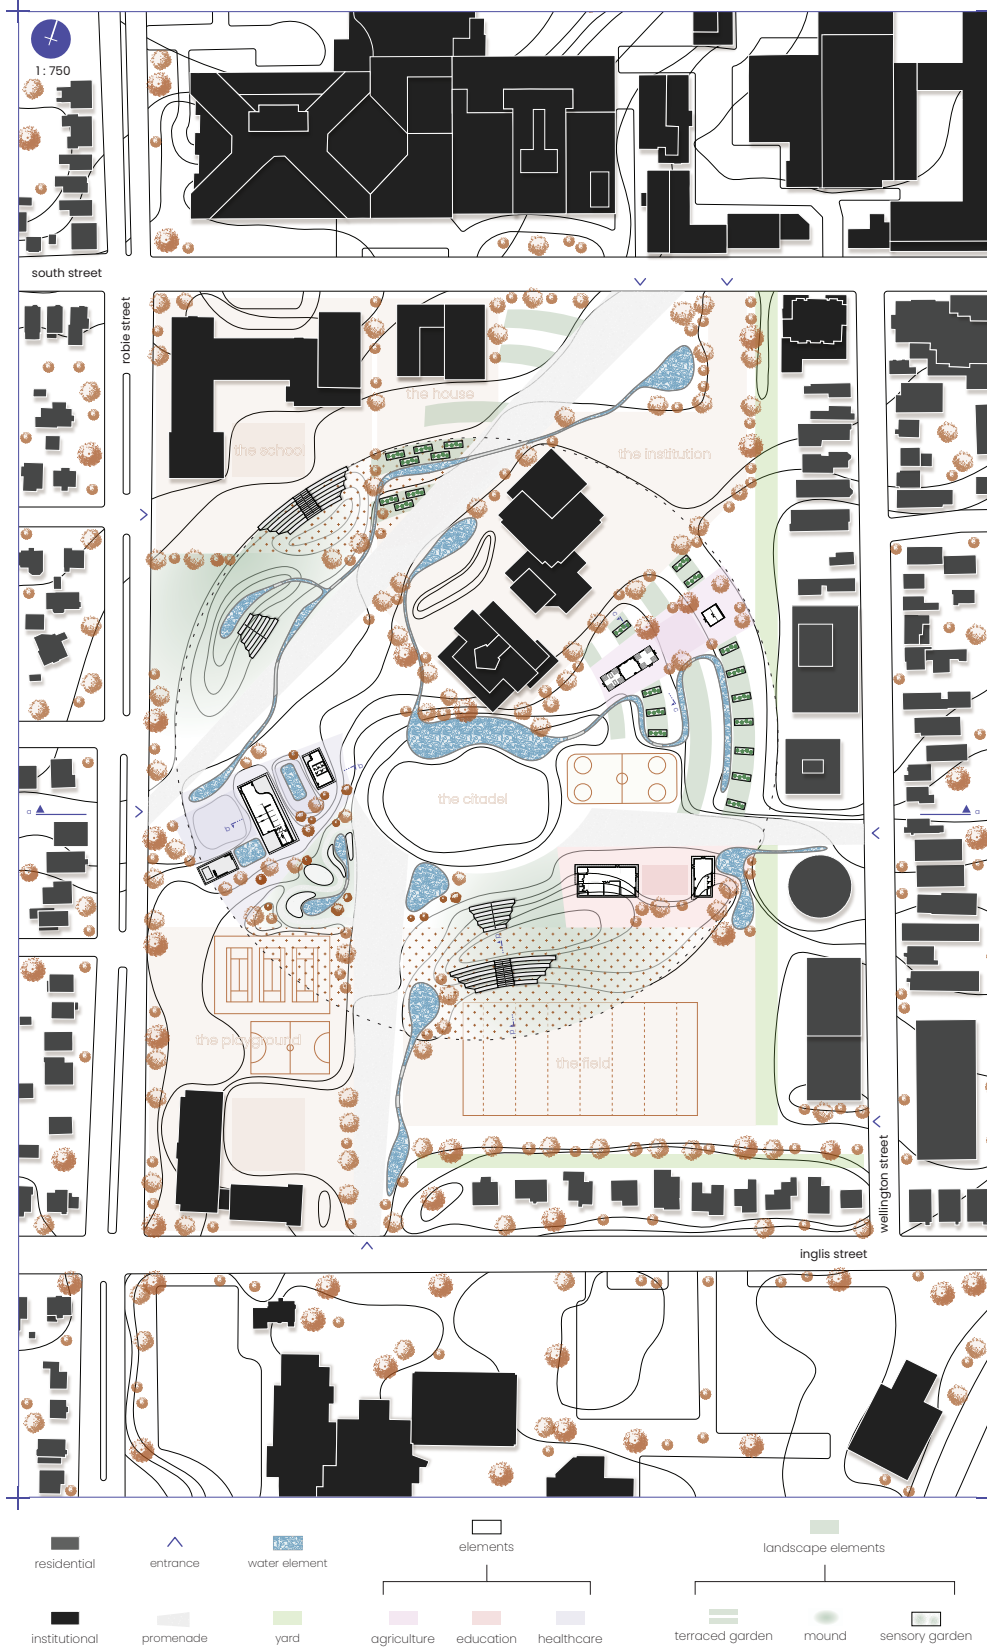 1 : 750
south street
robie street
the house
the school
the institution
the citadel
a
a
b
b
c
c
the playground
the field
wellington street
inglis street
residential
entrance
water element
elements
landscape elements
institutional
promenade
yard
agriculture
education
healthcare
terraced garden
mound
sensory garden